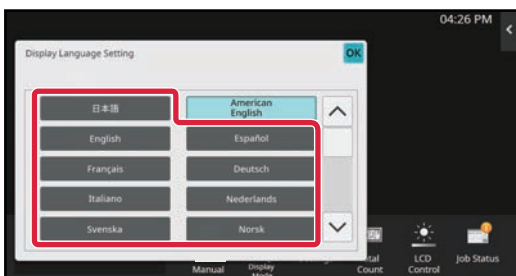 04:26 PM
Display Language Setting
OK
日本語
American
English
English
Español
Français
Deutsch
Italiano
Nederlands
Svenska
Norsk
Manual
Display
Mode
Count
LCD
Control
Job Status